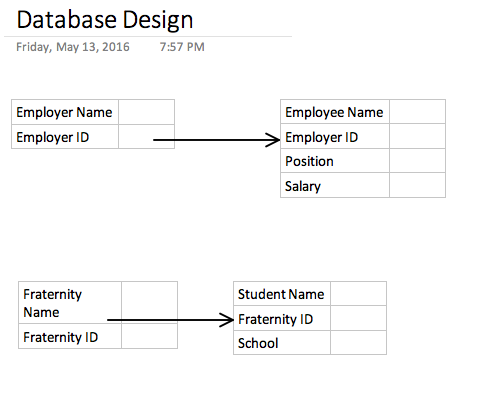 Database Design
Friday, May 13, 2016 7:57 PM
Employer Name
Employer ID
Employee Name
Employer ID
Position
Salary
Fraternity
Name
Fraternity ID
Student Name
Fraternity ID
School